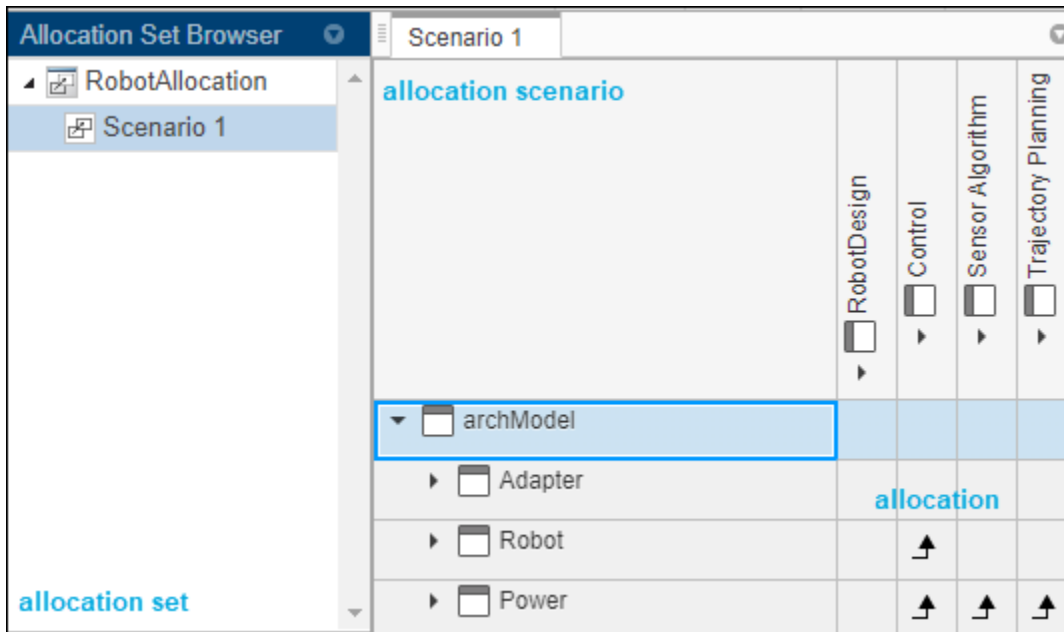 Allocation Set Browser
Scenario 1
RobotAllocation
Scenario 1
allocation set
allocation scenario
RobotDesign
Control
Sensor Algorithm
Trajectory Planning
archModel
Adapter
allocation
Robot
Power